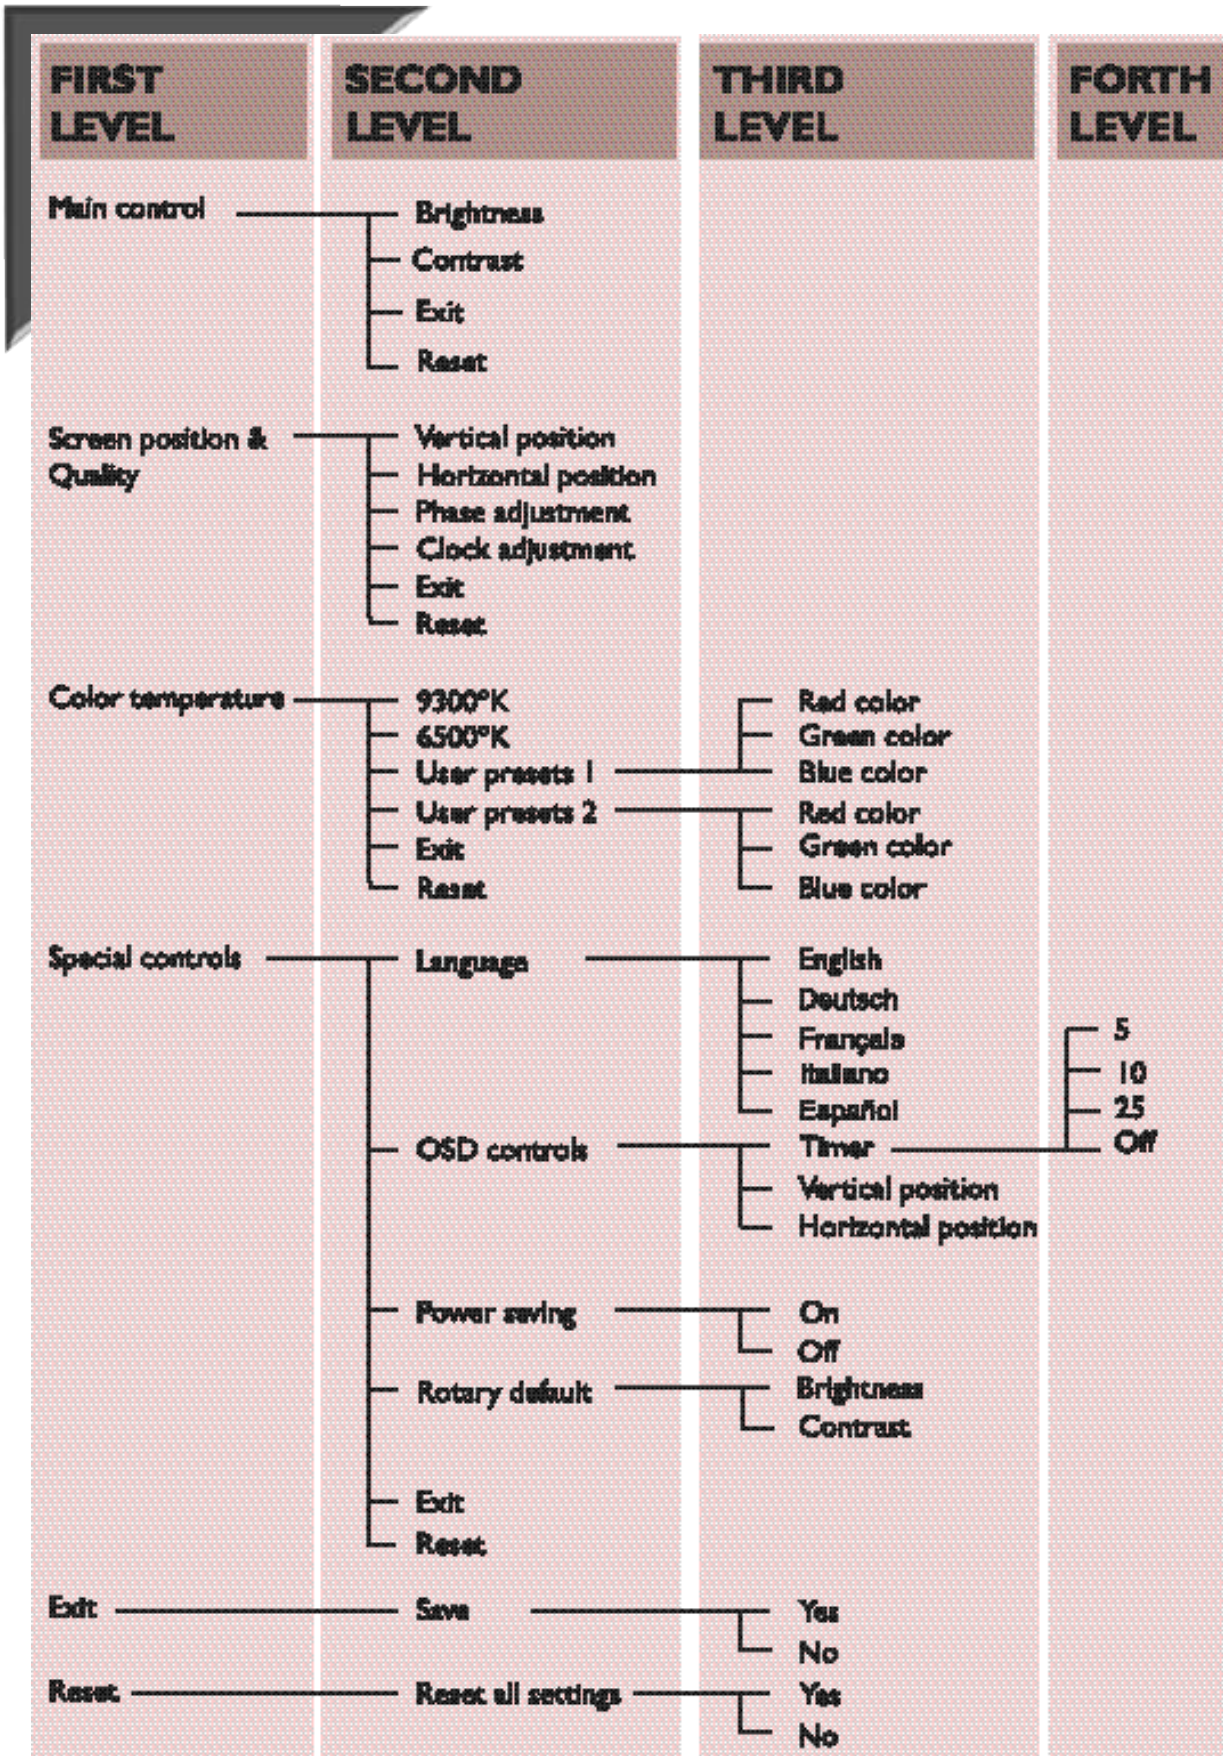 FIRST
LEVEL
SECOND
LEVEL
THIRD
LEVEL
FORTH
LEVEL
Main control
Brightness
Contrast
Exit
Reset
Screen position &
Quality
Vertical position
Horizontal position
Phase adjustment
Clock adjustment
Exit
Reset
Color temperature
9300°K
6500°K
User presets 1
User presets 2
Exit
Reset
Red color
Green color
Blue color
Red color
Green color
Blue color
Special controls
Language
English
Deutsch
Français
Italiano
Español
OSD controls
Timer
5
10
25
Off
Vertical position
Horizontal position
Power saving
On
Off
Rotary default
Brightness
Contrast
Exit
Reset
Exit
Save
Yes
No
Reset
Reset all settings
Yes
No